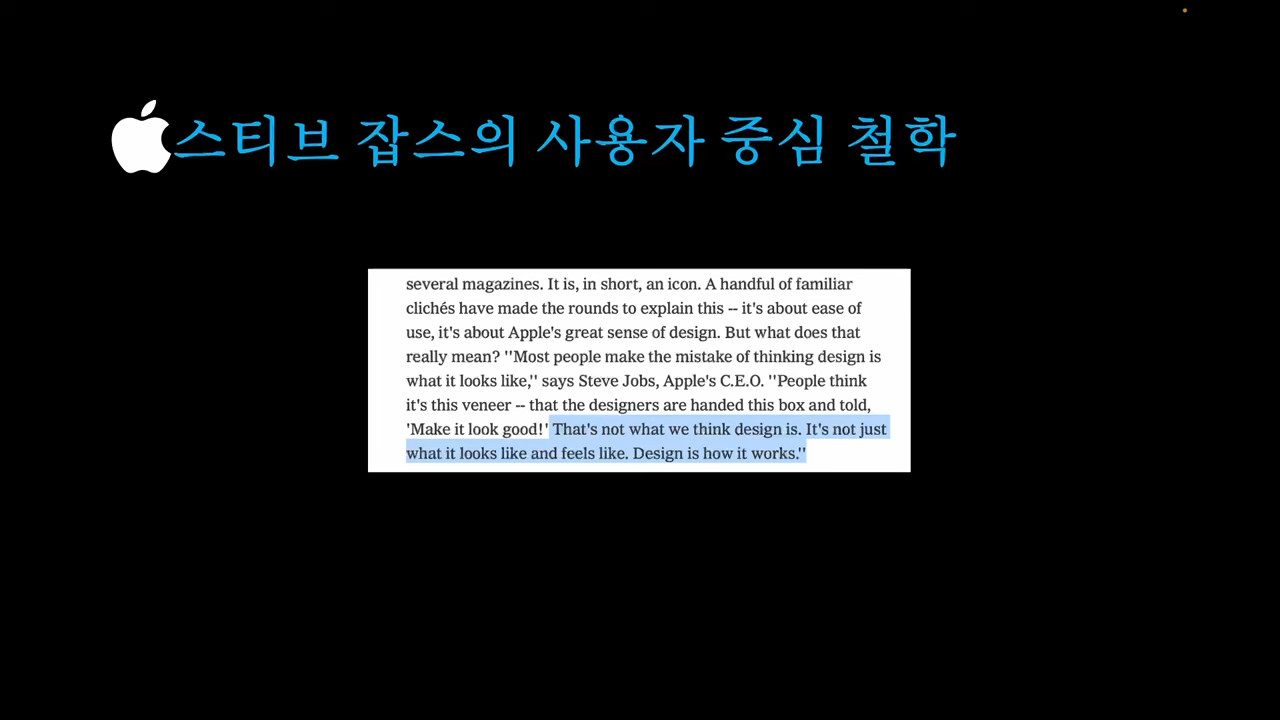 스티브 잡스의 사용자 중심 철학
several magazines. It is, in short, an icon. A handful of familiar
clichés have made the rounds to explain this -- it's about ease of
use, it's about Apple's great sense of design. But what does that
really mean? ''Most people make the mistake of thinking design is
what it looks like,'' says Steve Jobs, Apple's C.E.O. ''People think
it's this veneer -- that the designers are handed this box and told,
'Make it look good!' That's not what we think design is. It's not just
what it looks like and feels like. Design is how it works.''